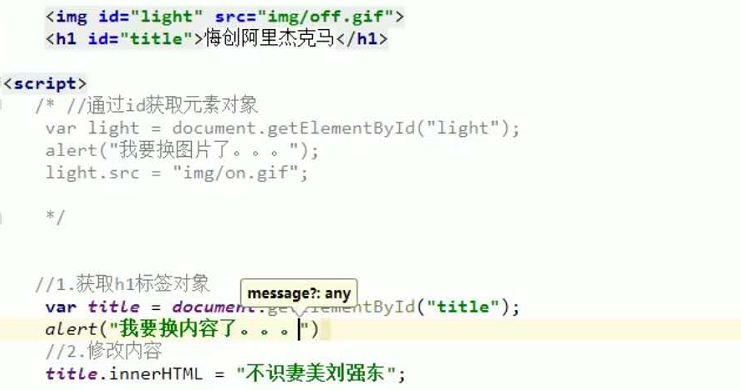 <img id="light" src="img/off.gif">
<h1 id="title">悔创阿里杰克马</h1>
<script>
/* //通过id获取元素对象
var light = document.getElementById("light");
alert("我要换图片了。。。");
light.src = "img/on.gif";
*/
//1.获取h1标签对象
message?: any
var title = document.getElementById("title");
alert("我要换内容了。。。")
//2.修改内容
title.innerHTML = "不识妻美刘强东";